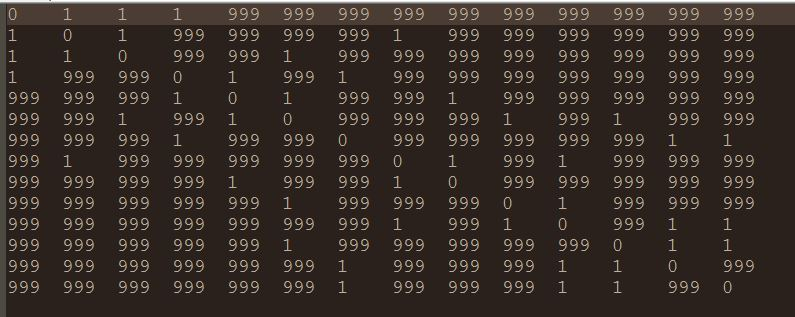 0 1 1 1 999 999 999 999 999 999 999 999 999 999
1 0 1 999 999 999 999 1 999 999 999 999 999 999
1 1 0 999 999 1 999 999 999 999 999 999 999 999
1 999 999 0 1 999 1 999 999 999 999 999 999 999
999 999 999 1 0 1 999 999 1 999 999 999 999 999
999 999 1 999 1 0 999 999 999 1 999 1 999 999
999 999 999 1 999 999 0 999 999 999 999 999 1 1
999 1 999 999 999 999 999 0 1 999 1 999 999 999
999 999 999 999 1 999 999 1 0 999 999 999 999 999
999 999 999 999 999 1 999 999 999 0 1 999 999 999
999 999 999 999 999 999 999 1 999 1 0 999 1 1
999 999 999 999 999 1 999 999 999 999 999 0 1 1
999 999 999 999 999 999 1 999 999 999 1 1 0 999
999 999 999 999 999 999 1 999 999 999 1 1 999 0